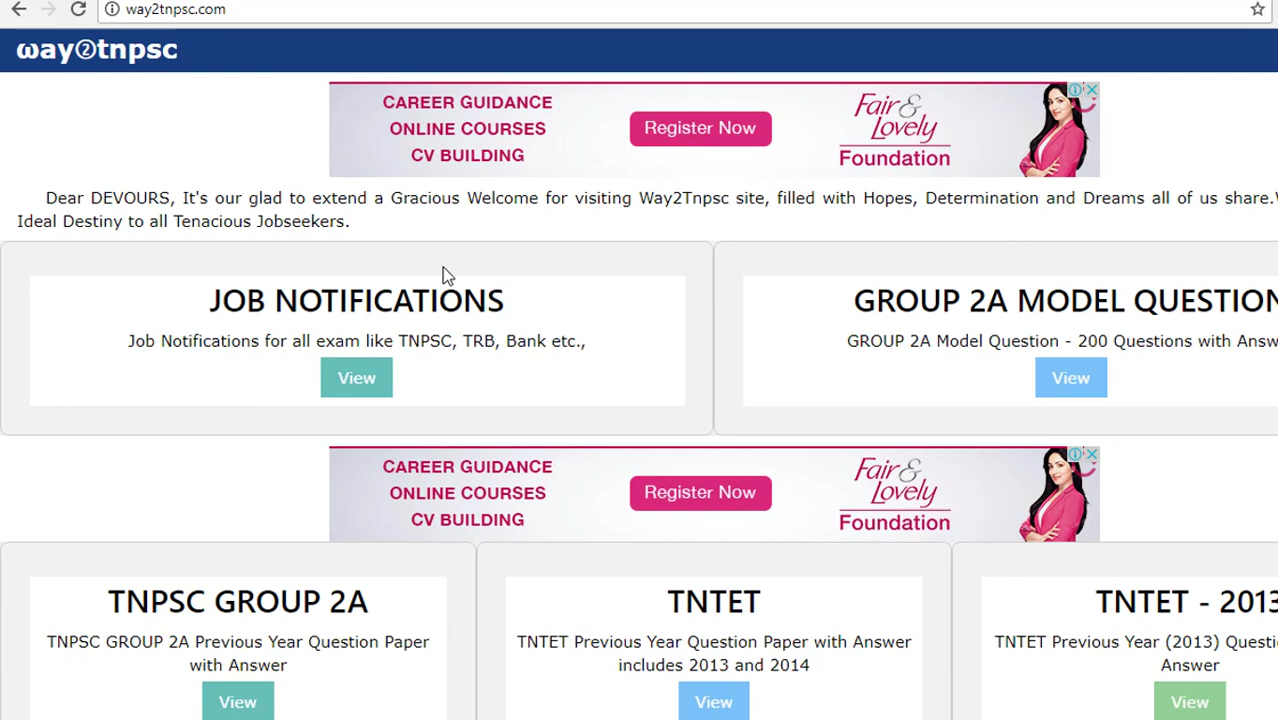 way2tnpsc.com
ωay②tnpsc
CAREER GUIDANCE
ONLINE COURSES
CV BUILDING
Register Now
Fair & Lovely
Foundation
Dear DEVOURS, It's our glad to extend a Gracious Welcome for visiting Way2Tnpsc site, filled with Hopes, Determination and Dreams all of us share.
Ideal Destiny to all Tenacious Jobseekers.
JOB NOTIFICATIONS
Job Notifications for all exam like TNPSC, TRB, Bank etc.,
View
GROUP 2A MODEL QUESTION
GROUP 2A Model Question - 200 Questions with Answ
View
CAREER GUIDANCE
ONLINE COURSES
CV BUILDING
Register Now
Fair & Lovely
Foundation
TNPSC GROUP 2A
TNPSC GROUP 2A Previous Year Question Paper
with Answer
View
TNTET
TNTET Previous Year Question Paper with Answer
includes 2013 and 2014
View
TNTET - 2013
TNTET Previous Year (2013) Questi
Answer
View